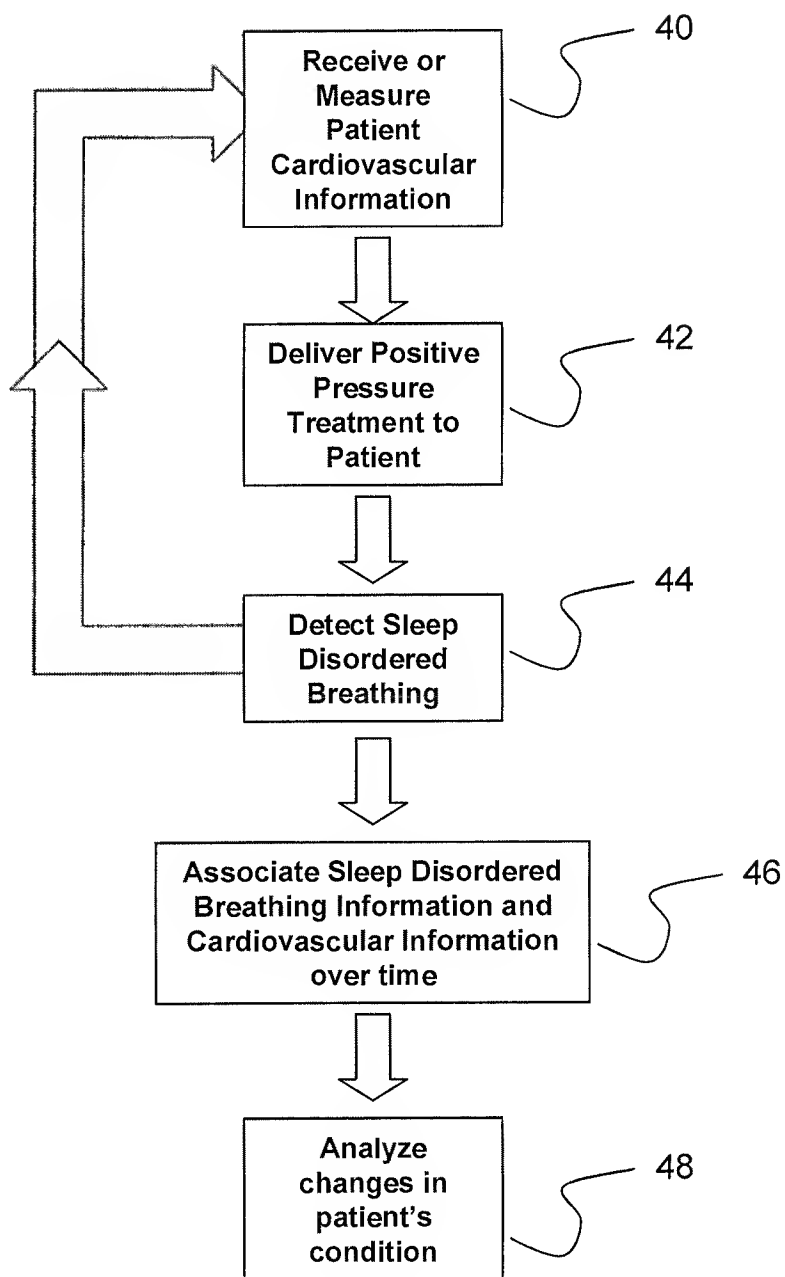 40
Receive or
Measure
Patient
Cardiovascular
Information
42
Deliver Positive
Pressure
Treatment to
Patient
44
Detect Sleep
Disordered
Breathing
46
Associate Sleep Disordered
Breathing Information and
Cardiovascular Information
over time
48
Analyze
changes in
patient's
condition